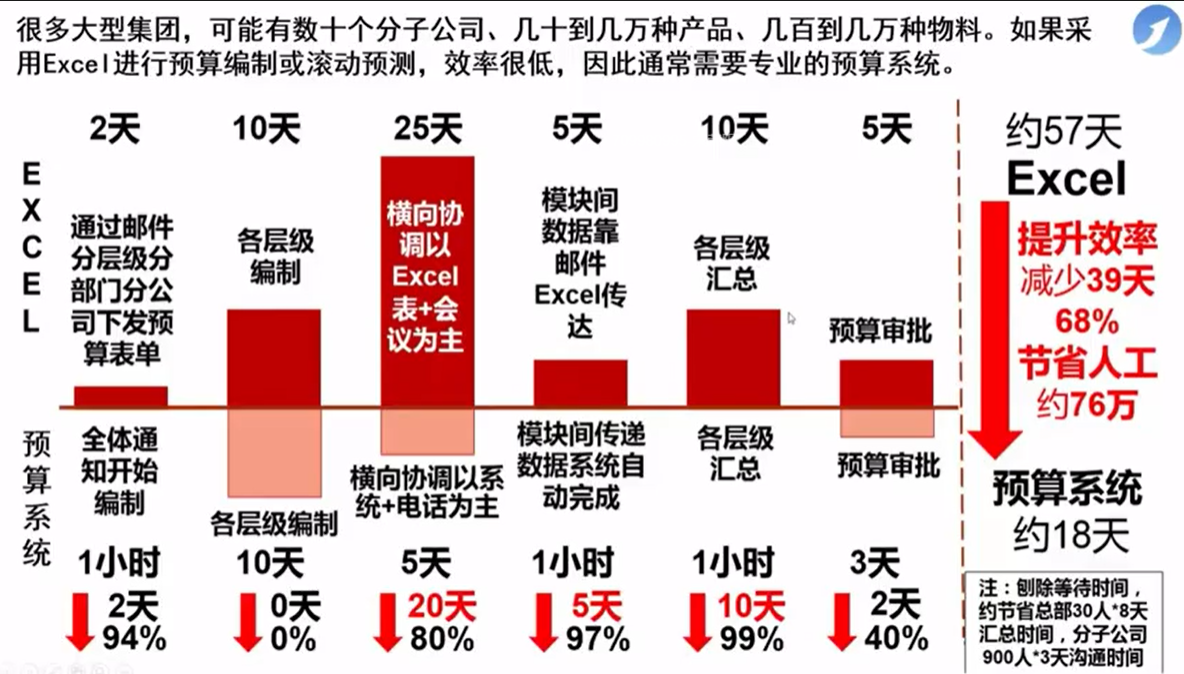 很多大型集团，可能有数十个分子公司、几十到几万种产品、几百到几万种物料。如果采
用Excel进行预算编制或滚动预测，效率很低，因此通常需要专业的预算系统。
2天
10天
25天
5天
10天
5天
EXCEL
通过邮件
分层级分
部门分公
司下发预
算表单
各层级
编制
横向协
调以
Excel
表+会
议为主
模块间
数据靠
邮件
Excel传
达
各层级
汇总
预算审批
预算系统
全体通
知开始
编制
各层级编制
横向协调以系
统+电话为主
模块间传递
数据系统自
动完成
各层级
汇总
预算审批
1小时
10天
5天
1小时
1小时
3天
2天
94%
0天
0%
20天
80%
5天
97%
10天
99%
2天
40%
约57天
Excel
提升效率
减少39天
68%
节省人工
约76万
预算系统
约18天
注：刨除等待时间，
约节省总部30人*8天
汇总时间，分子公司
900人*3天沟通时间